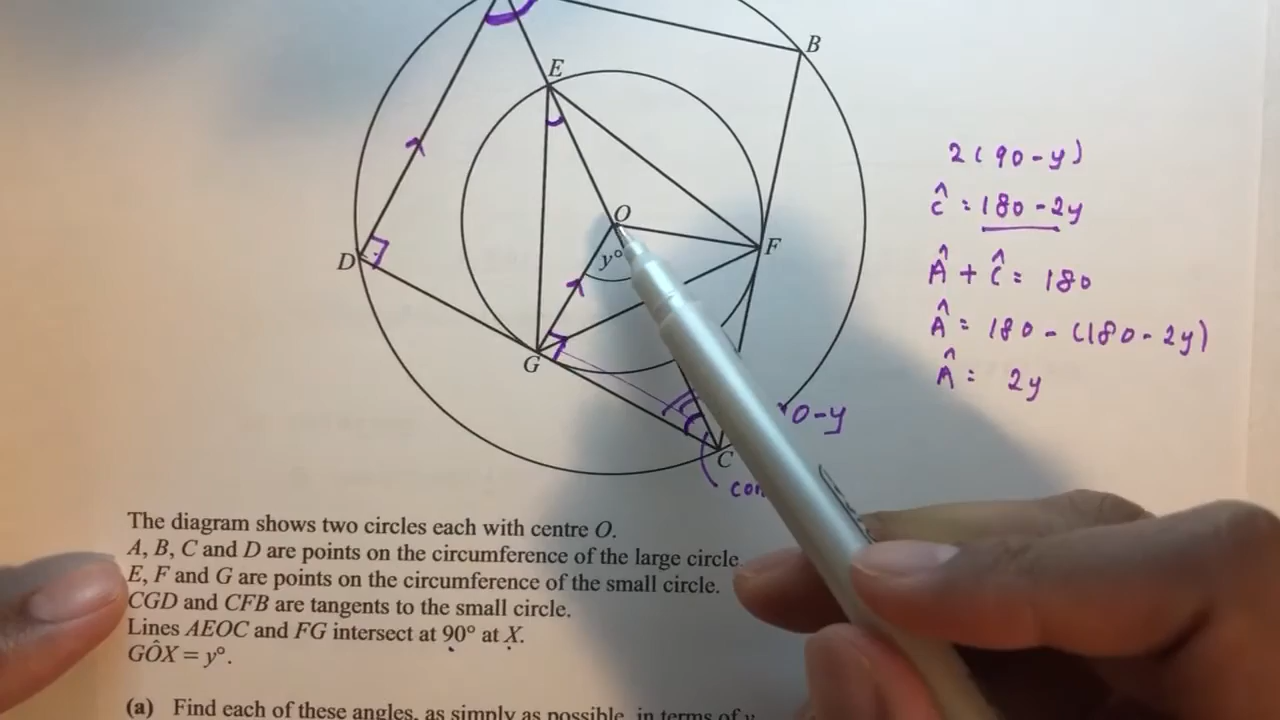 B
E
2(90-y)
O
Ĉ = 180-2y
D
y°
F
Â + Ĉ = 180
Â = 180 - (180-2y)
G
Â = 2y
0-y
C
The diagram shows two circles each with centre O.
A, B, C and D are points on the circumference of the large circle.
E, F and G are points on the circumference of the small circle.
CGD and CFB are tangents to the small circle.
Lines AEOC and FG intersect at 90° at X.
GÔX = y°.
(a) Find each of these angles, as simply as possible, in terms of y